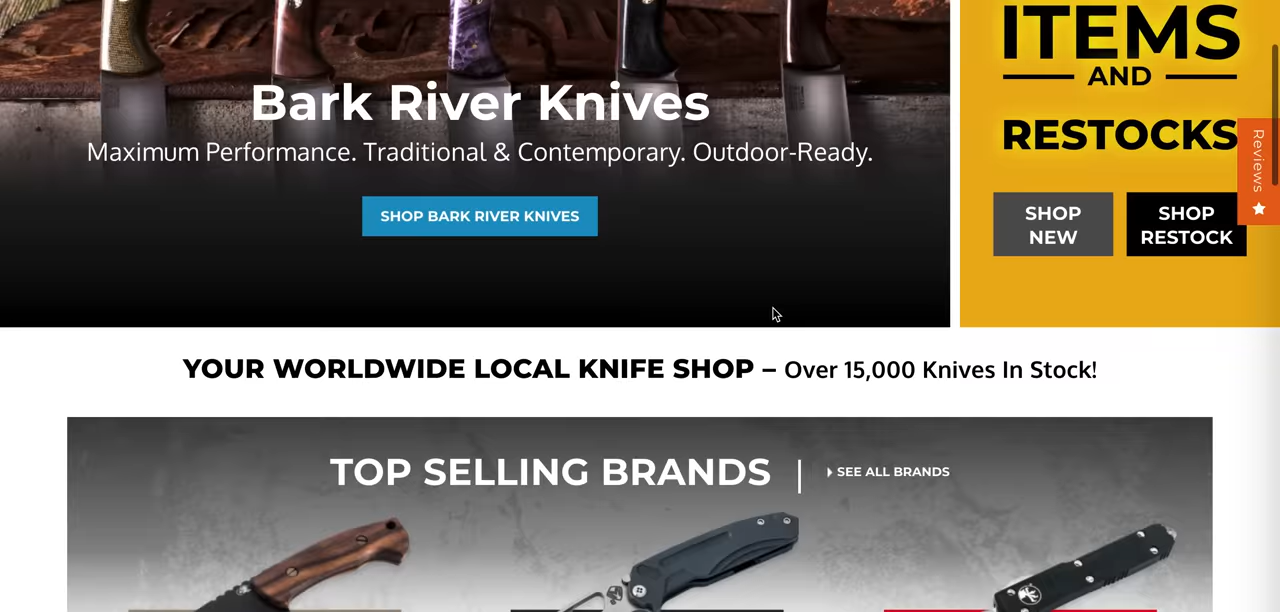 Bark River Knives
Maximum Performance. Traditional & Contemporary. Outdoor-Ready.
SHOP BARK RIVER KNIVES
ITEMS
AND
RESTOCKS
SHOP
NEW
SHOP
RESTOCK
Reviews
YOUR WORLDWIDE LOCAL KNIFE SHOP – Over 15,000 Knives In Stock!
TOP SELLING BRANDS
SEE ALL BRANDS